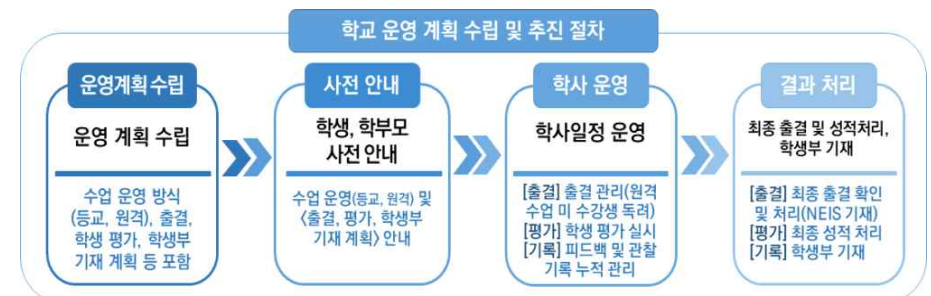 학교 운영 계획 수립 및 추진 절차
운영계획 수립
운영 계획 수립
수업 운영 방식
(등교, 원격), 출결,
학생 평가, 학생부
기재 계획 등 포함
사전 안내
학생, 학부모
사전 안내
수업 운영(등교, 원격) 및
<출결, 평가, 학생부
기재 계획> 안내
학사 운영
학사일정 운영
[출결] 출결 관리(원격
수업 미 수강생 독려)
[평가] 학생 평가 실시
[기록] 피드백 및 관찰
기록 누적 관리
결과 처리
최종 출결 및 성적처리,
학생부 기재
[출결] 최종 출결 확인
및 처리(NEIS 기재)
[평가] 최종 성적 처리
[기록] 학생부 기재